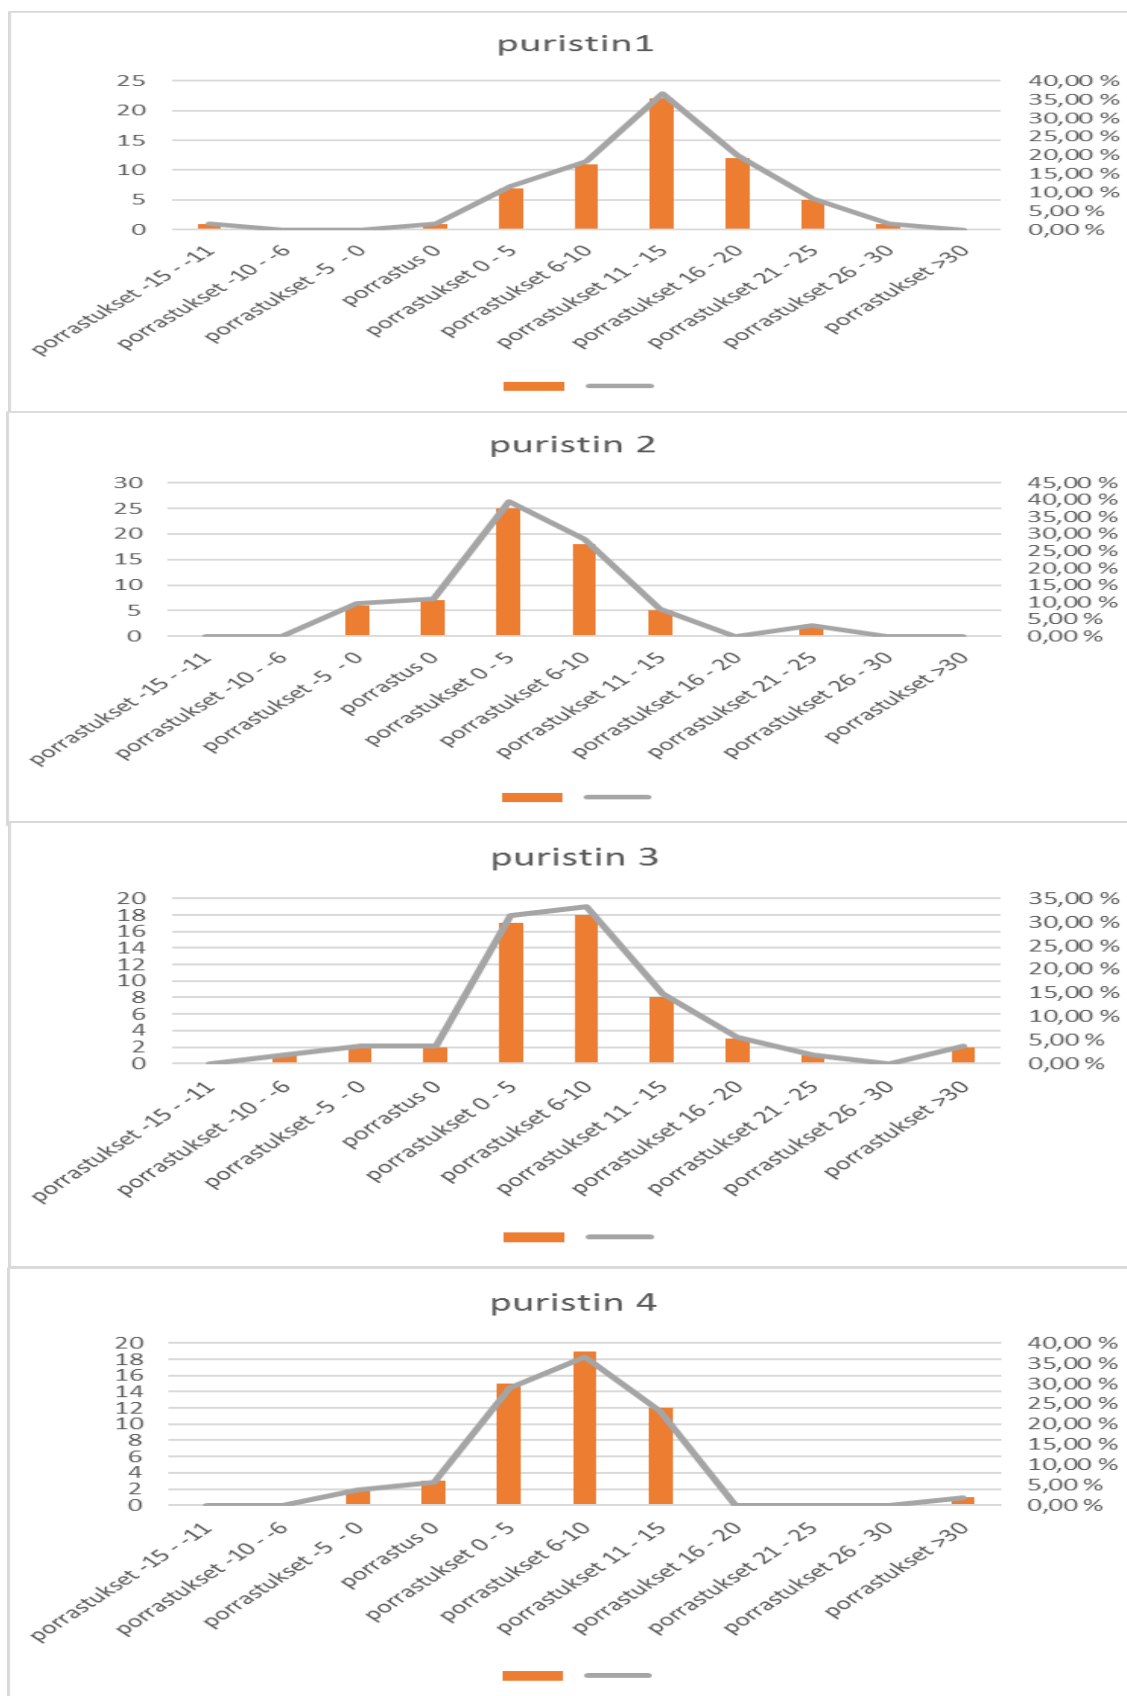 puristin1
25
20
15
10
5
0
40,00 %
35,00 %
30,00 %
25,00 %
20,00 %
15,00 %
10,00 %
5,00 %
0,00 %
porrastukset -15 - -11
porrastukset -10 - -6
porrastukset -5 - 0
porrastus 0
porrastukset 0 - 5
porrastukset 6-10
porrastukset 11 - 15
porrastukset 16 - 20
porrastukset 21 - 25
porrastukset 26 - 30
porrastukset >30
puristin 2
30
25
20
15
10
5
0
45,00 %
40,00 %
35,00 %
30,00 %
25,00 %
20,00 %
15,00 %
10,00 %
5,00 %
0,00 %
porrastukset -15 - -11
porrastukset -10 - -6
porrastukset -5 - 0
porrastus 0
porrastukset 0 - 5
porrastukset 6-10
porrastukset 11 - 15
porrastukset 16 - 20
porrastukset 21 - 25
porrastukset 26 - 30
porrastukset >30
puristin 3
20
18
16
14
12
10
8
6
4
2
0
35,00 %
30,00 %
25,00 %
20,00 %
15,00 %
10,00 %
5,00 %
0,00 %
porrastukset -15 - -11
porrastukset -10 - -6
porrastukset -5 - 0
porrastus 0
porrastukset 0 - 5
porrastukset 6-10
porrastukset 11 - 15
porrastukset 16 - 20
porrastukset 21 - 25
porrastukset 26 - 30
porrastukset >30
puristin 4
20
18
16
14
12
10
8
6
4
2
0
40,00 %
35,00 %
30,00 %
25,00 %
20,00 %
15,00 %
10,00 %
5,00 %
0,00 %
porrastukset -15 - -11
porrastukset -10 - -6
porrastukset -5 - 0
porrastus 0
porrastukset 0 - 5
porrastukset 6-10
porrastukset 11 - 15
porrastukset 16 - 20
porrastukset 21 - 25
porrastukset 26 - 30
porrastukset >30